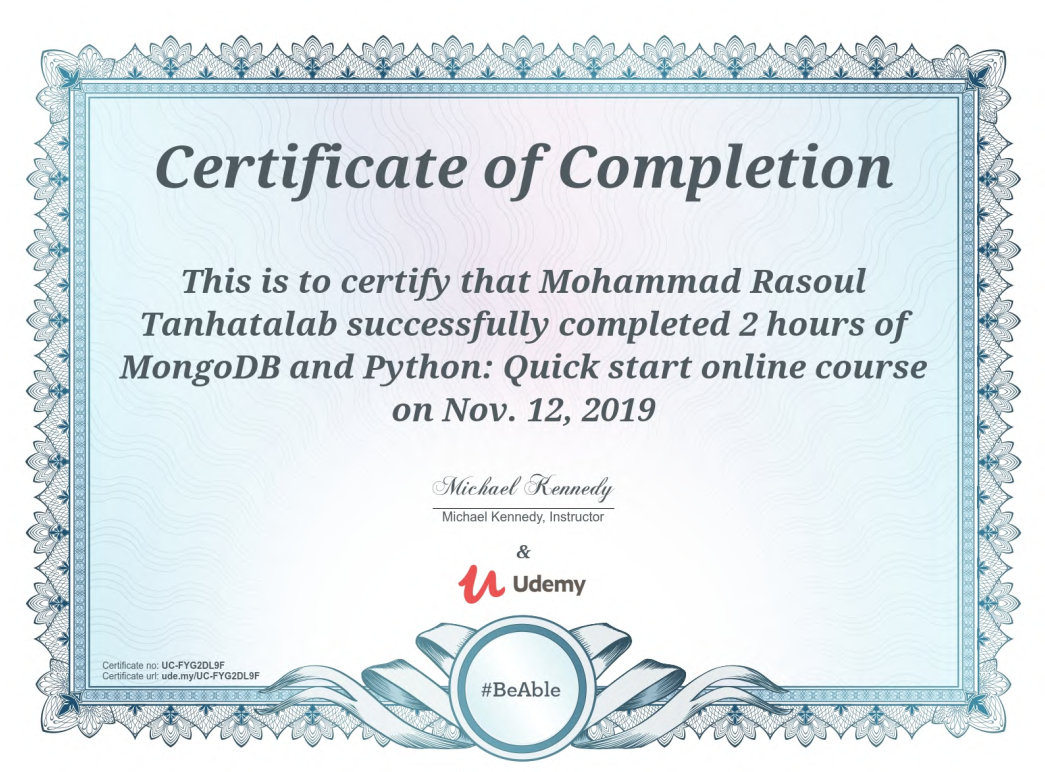 Certificate of Completion
This is to certify that Mohammad Rasoul
Tanhatalab successfully completed 2 hours of
MongoDB and Python: Quick start online course
on Nov. 12, 2019
Michael Kennedy
Michael Kennedy, Instructor
&
Udemy
Certificate no: UC-FYG2DL9F
Certificate url: ude.my/UC-FYG2DL9F
#BeAble